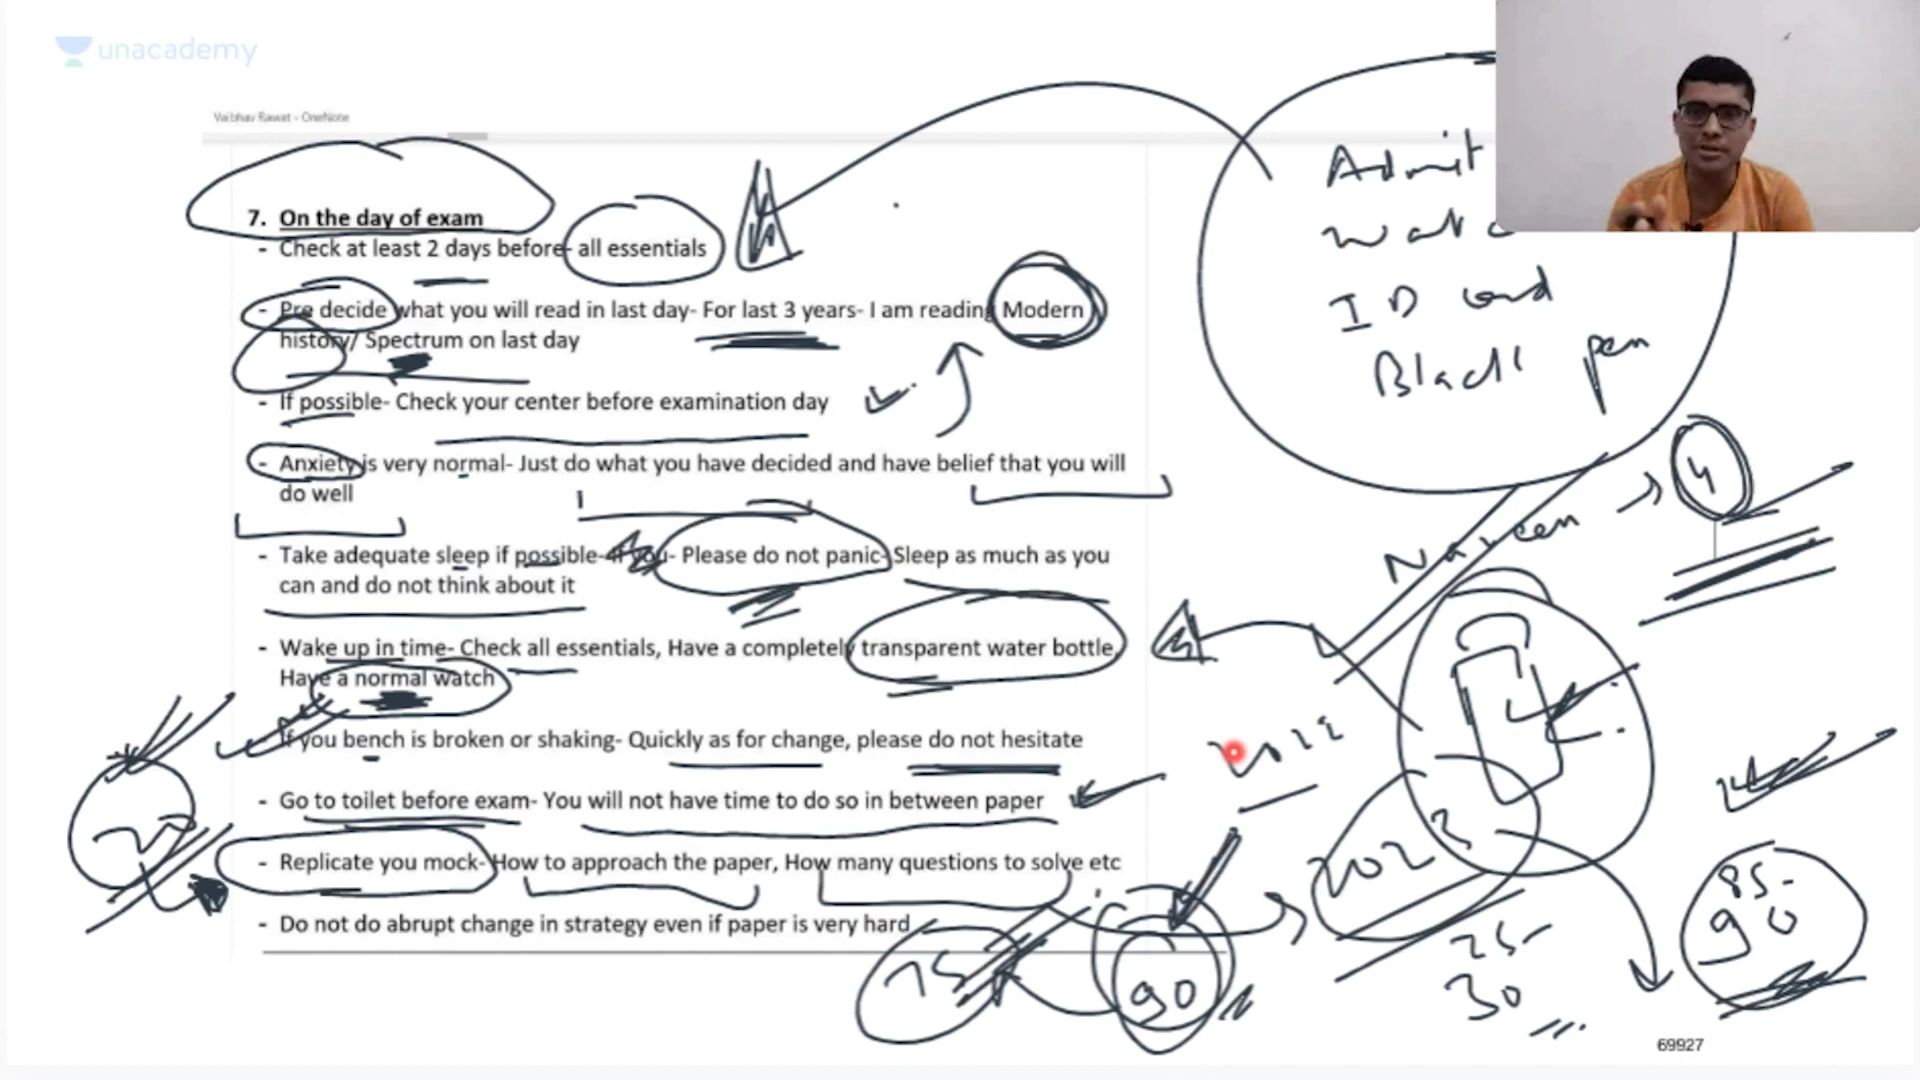 unacademy
Vaibhav Rawat - OneNote
7. On the day of exam
- Check at least 2 days before- all essentials
- Pre decide what you will read in last day- For last 3 years- I am reading Modern
history/ Spectrum on last day
- If possible- Check your center before examination day
- Anxiety is very normal- Just do what you have decided and have belief that you will
do well
- Take adequate sleep if possible- If you- Please do not panic- Sleep as much as you
can and do not think about it
- Wake up in time- Check all essentials, Have a completely transparent water bottle,
Have a normal watch
- If you bench is broken or shaking- Quickly as for change, please do not hesitate
- Go to toilet before exam- You will not have time to do so in between paper
- Replicate you mock- How to approach the paper, How many questions to solve etc
- Do not do abrupt change in strategy even if paper is very hard
Admit
ID card
Black pen
Naveen → 4
2022
2023
75
90
25-
30
85-
90
69927